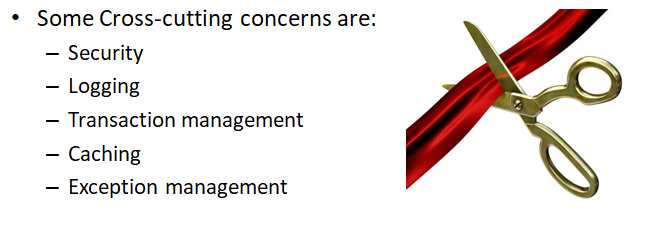 • Some Cross-cutting concerns are:
– Security
– Logging
– Transaction management
– Caching
– Exception management